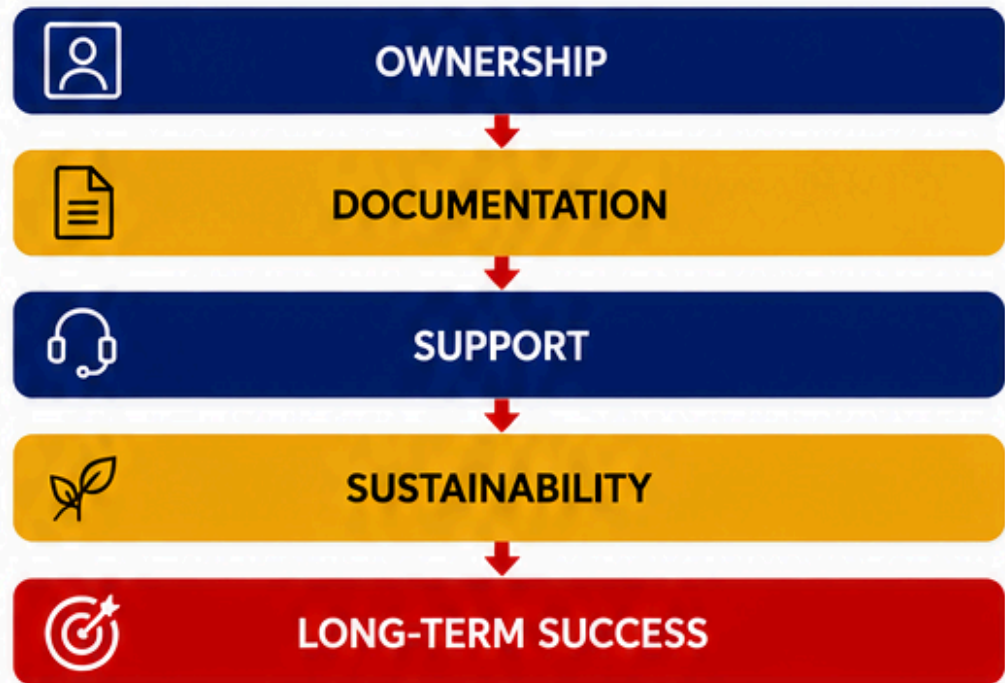 OWNERSHIP
DOCUMENTATION
SUPPORT
SUSTAINABILITY
LONG-TERM SUCCESS